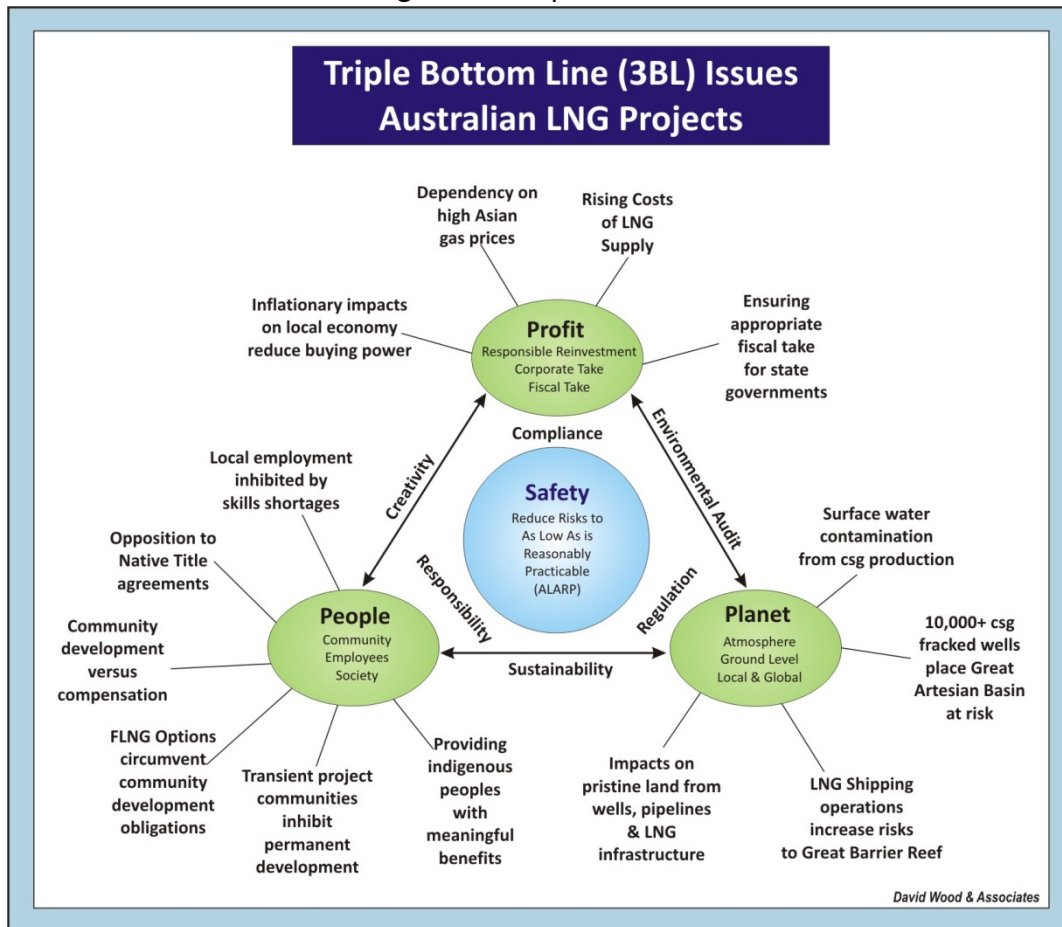 Triple Bottom Line (3BL) Issues
Australian LNG Projects
Dependency on
high Asian
gas prices
Rising Costs
of LNG
Supply
Inflationary impacts
on local economy
reduce buying power
Ensuring
appropriate
fiscal take
for state
governments
Profit
Responsible Reinvestment
Corporate Take
Fiscal Take
Compliance
Creativity
Environmental Audit
Safety
Reduce Risks to
As Low As is
Reasonably
Practicable
(ALARP)
Responsibility
Regulation
Local employment
inhibited by
skills shortages
Opposition to
Native Title
agreements
Community
development
versus
compensation
People
Community
Employees
Society
Sustainability
Planet
Atmosphere
Ground Level
Local & Global
Surface water
contamination
from csg production
10,000+ csg
fracked wells
place Great
Artesian Basin
at risk
FLNG Options
circumvent
community
development
obligations
Transient project
communities
inhibit
permanent
development
Providing
indigenous
peoples
with
meaningful
benefits
Impacts on
pristine land from
wells, pipelines
& LNG
infrastructure
LNG Shipping
operations
increase risks
to Great Barrier Reef
David Wood & Associates